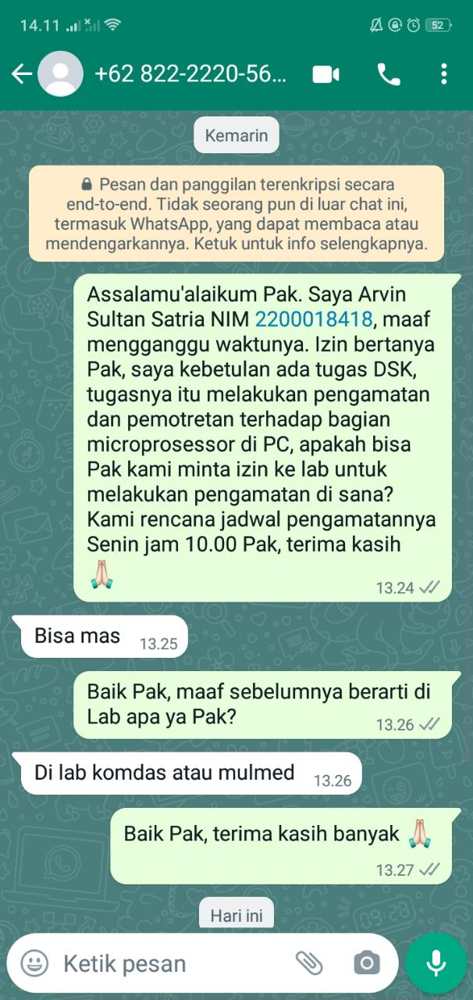 14.11
52
+62 822-2220-56...
Kemarin
Pesan dan panggilan terenkripsi secara
end-to-end. Tidak seorang pun di luar chat ini,
termasuk WhatsApp, yang dapat membaca atau
mendengarkannya. Ketuk untuk info selengkapnya.
Assalamu'alaikum Pak. Saya Arvin
Sultan Satria NIM 2200018418, maaf
mengganggu waktunya. Izin bertanya
Pak, saya kebetulan ada tugas DSK,
tugasnya itu melakukan pengamatan
dan pemotretan terhadap bagian
microprosessor di PC, apakah bisa
Pak kami minta izin ke lab untuk
melakukan pengamatan di sana?
Kami rencana jadwal pengamatannya
Senin jam 10.00 Pak, terima kasih
🙏🏻
13.24
Bisa mas 13.25
Baik Pak, maaf sebelumnya berarti di
Lab apa ya Pak? 13.26
Di lab komdas atau mulmed 13.26
Baik Pak, terima kasih banyak 🙏🏻
13.27
Hari ini
Ketik pesan